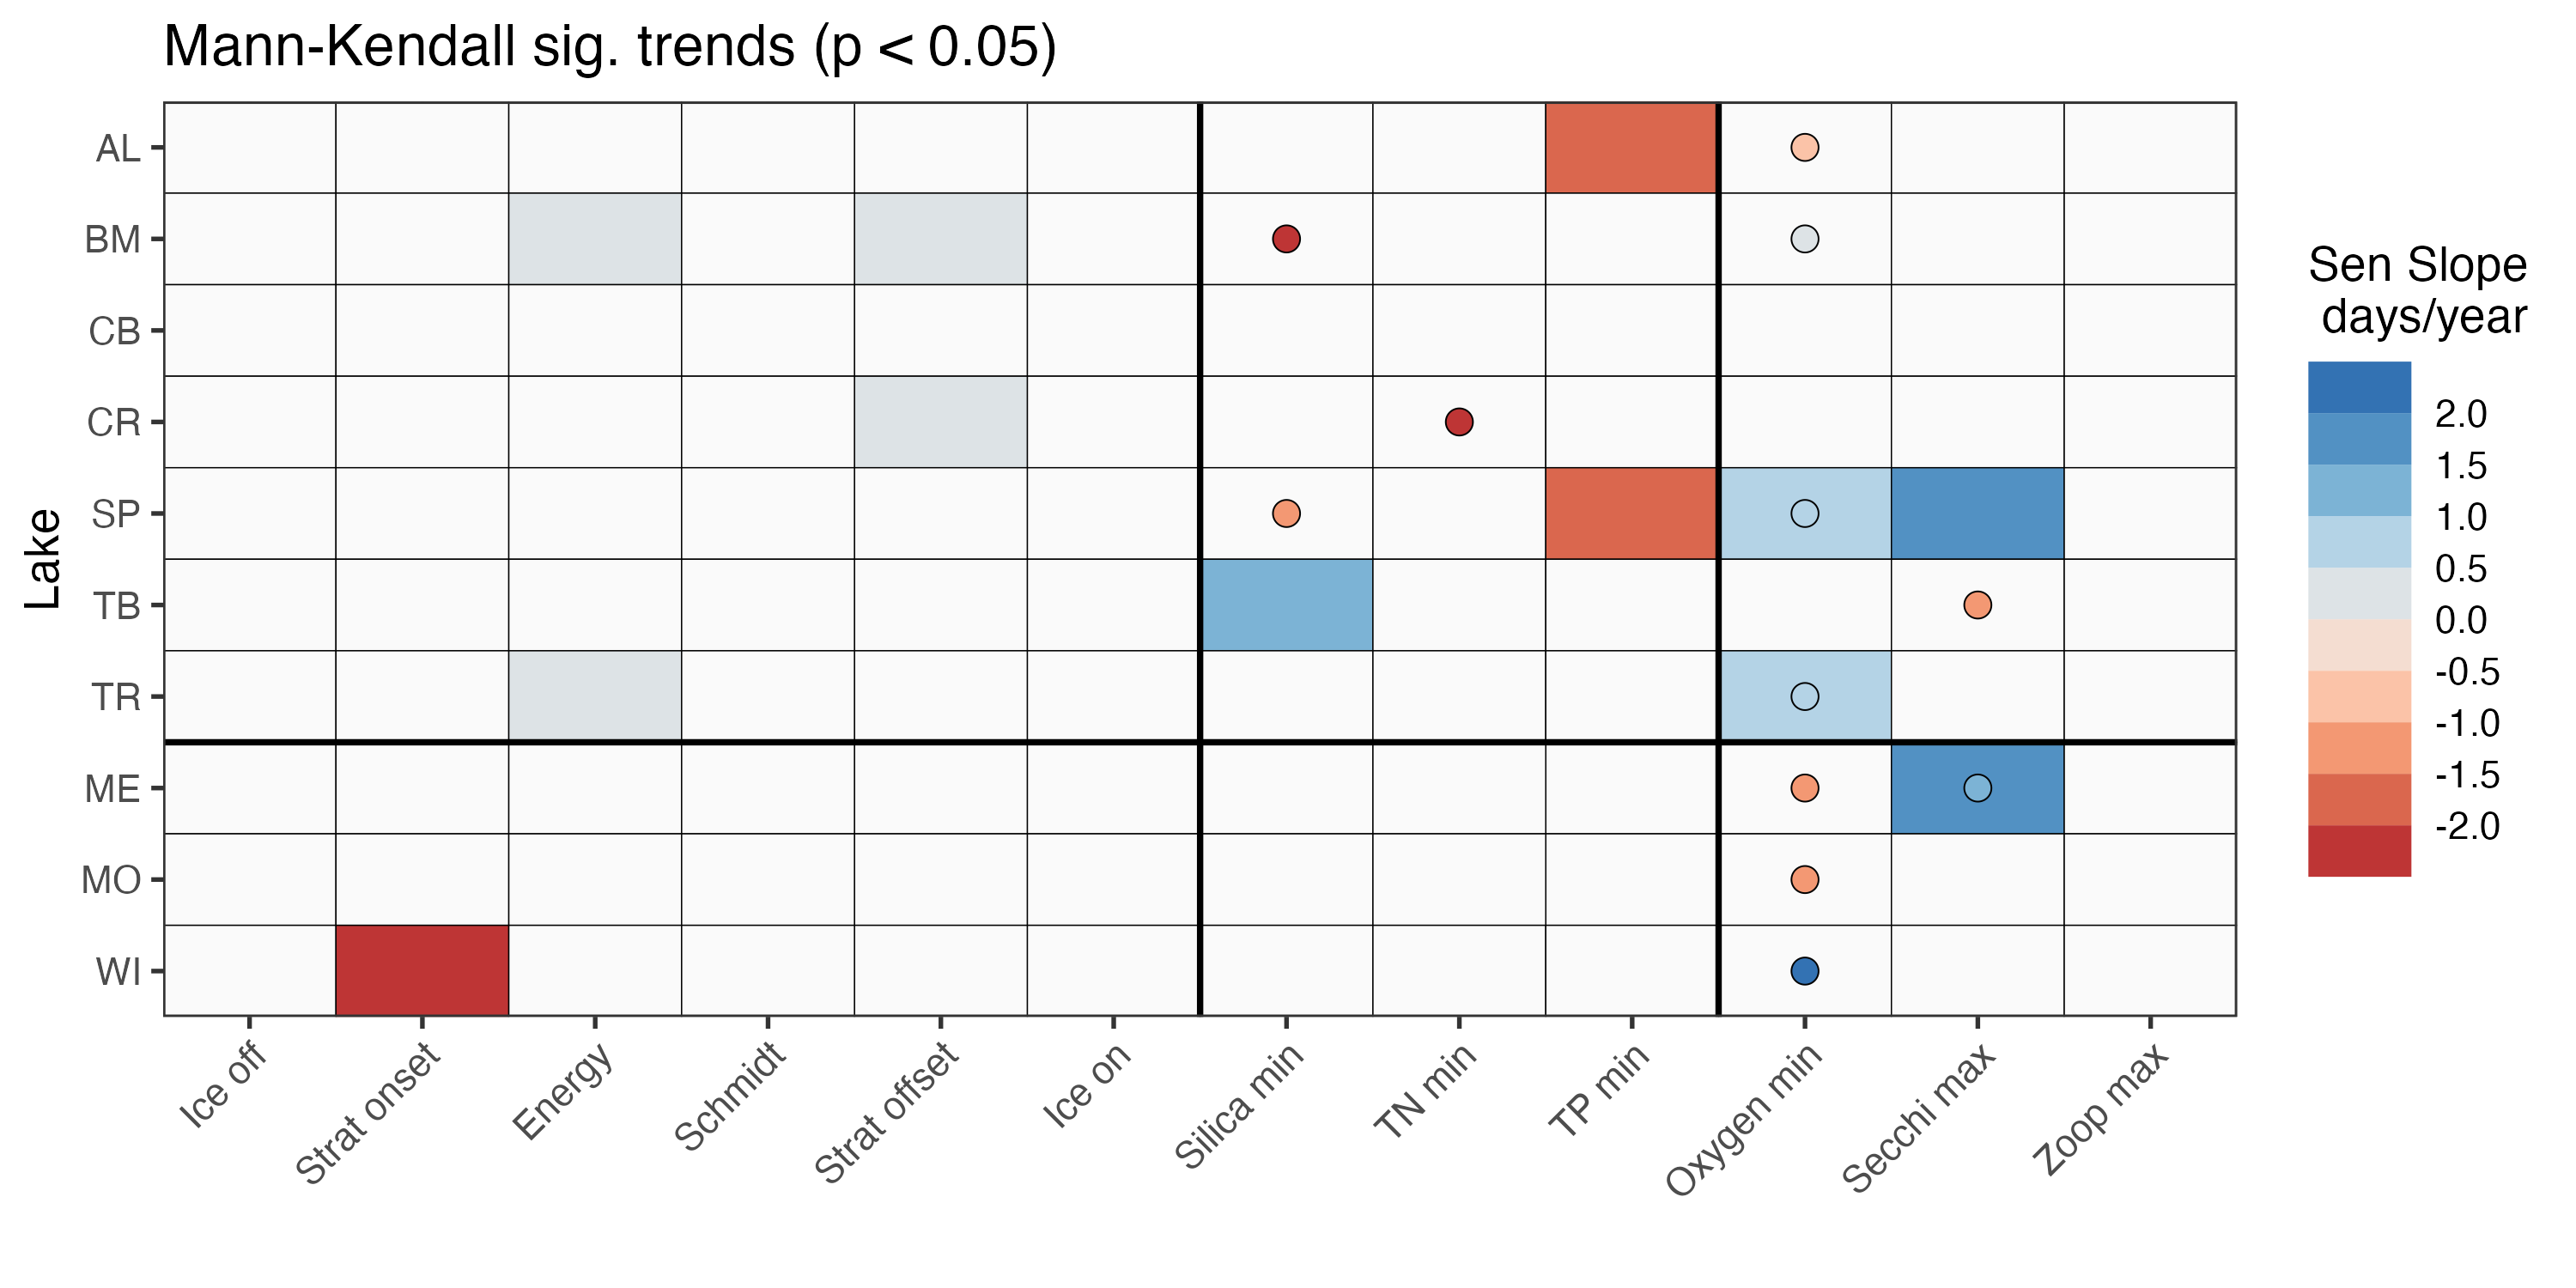 Mann-Kendall sig. trends (p < 0.05)
Lake
AL
BM
CB
CR
SP
TB
TR
ME
MO
WI
Ice off
Strat onset
Energy
Schmidt
Strat offset
Ice on
Silica min
TN min
TP min
Oxygen min
Secchi max
Zoop max
Sen Slope
days/year
2.0
1.5
1.0
0.5
0.0
-0.5
-1.0
-1.5
-2.0